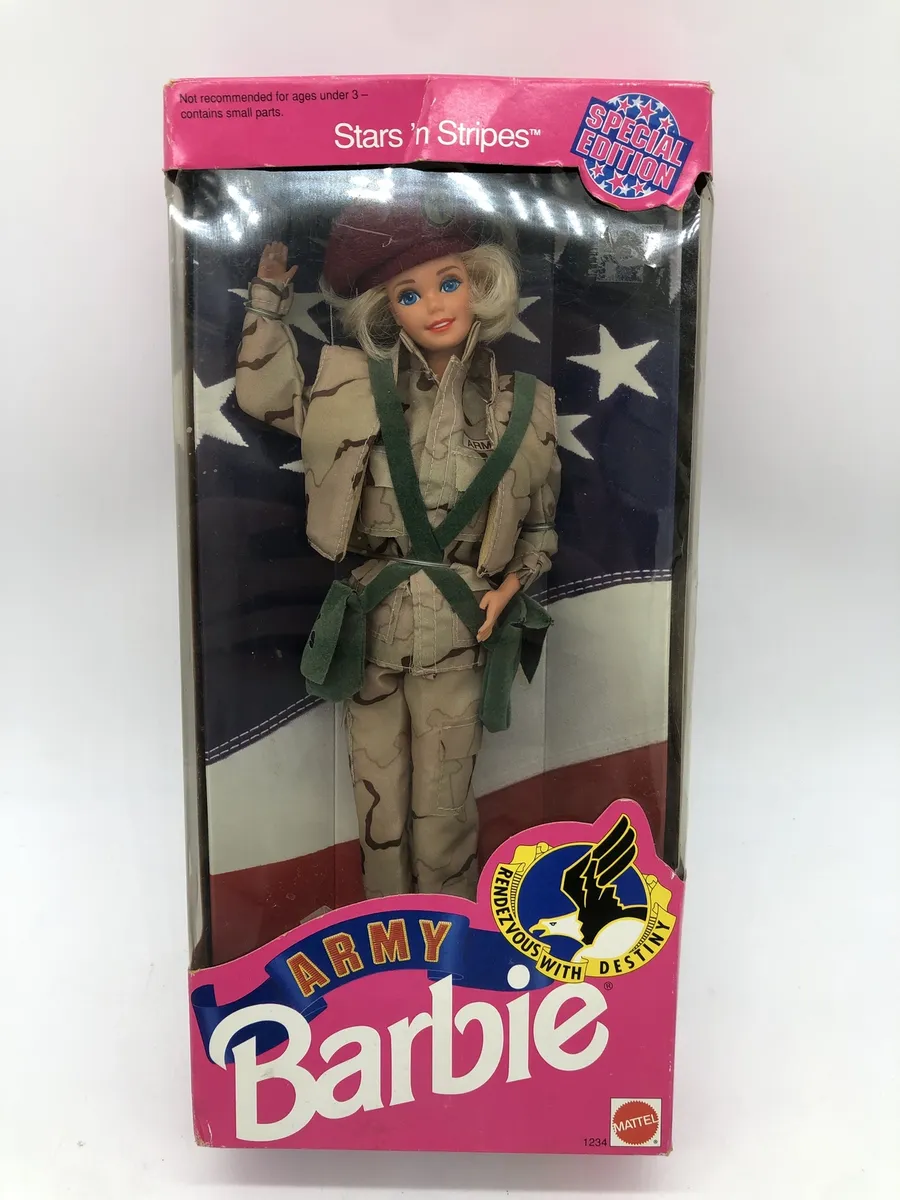 Not recommended for ages under 3 –
contains small parts.
Stars 'n Stripes™
SPECIAL
EDITION
ARMY
RENDEZVOUS WITH DESTINY
ARMY
Barbie®
1234
MATTEL®